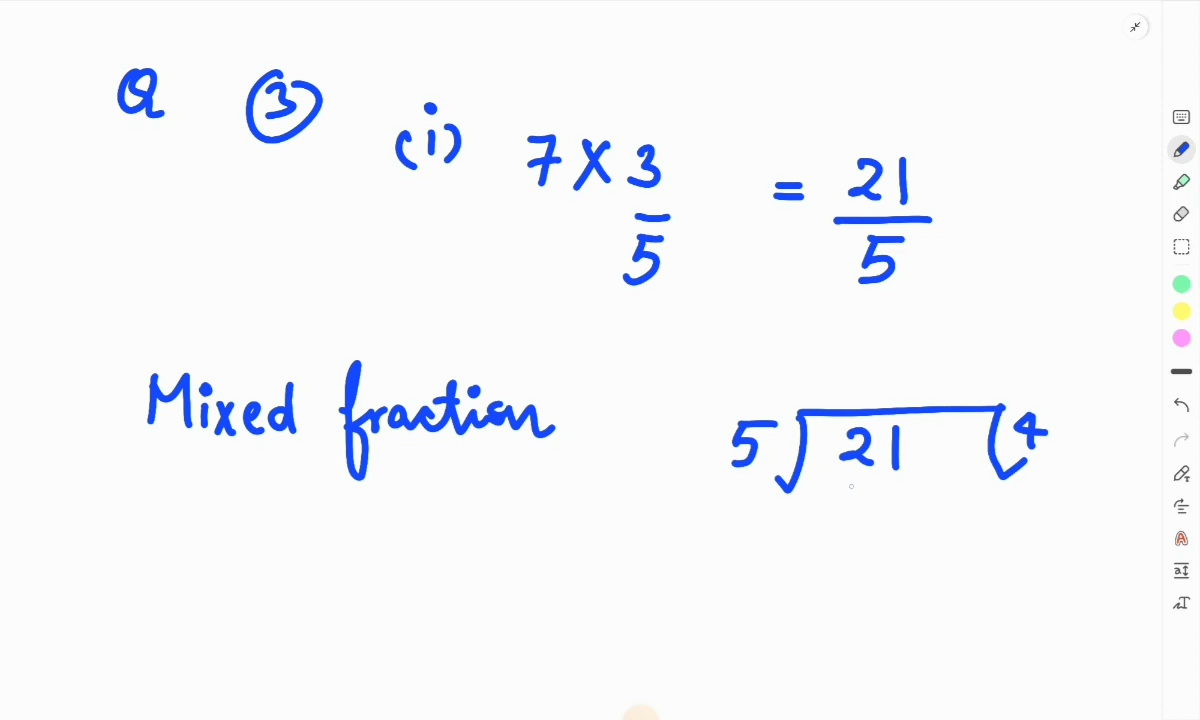 Q ③ (i) 7 × 3/5 = 21/5
Mixed fraction 5√21(4